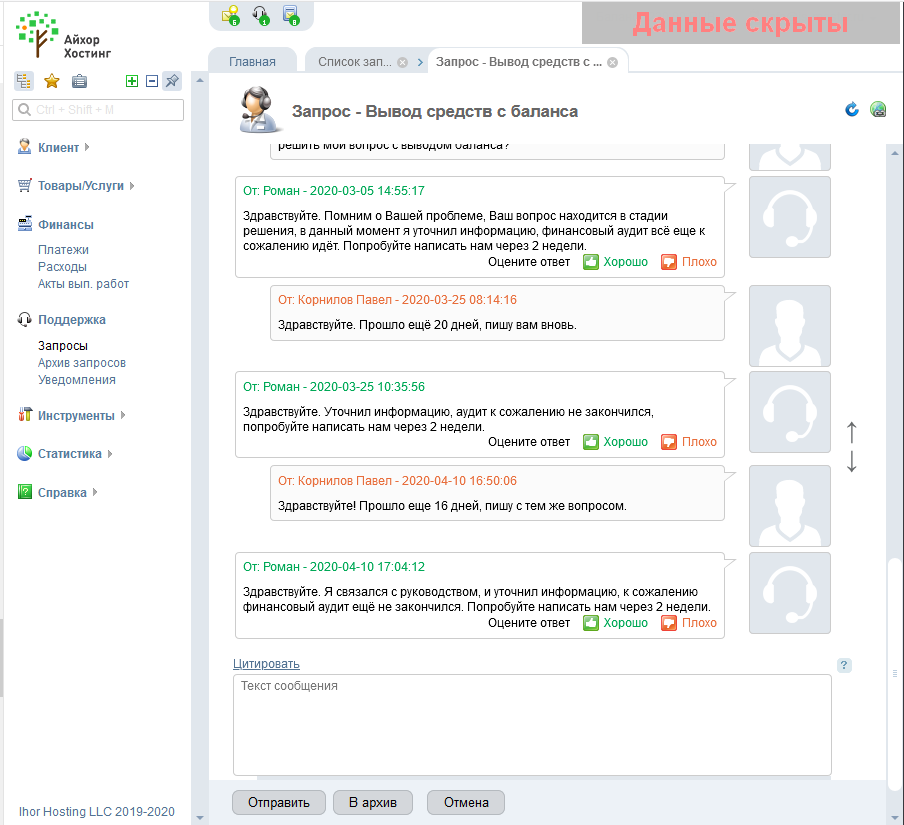 Айхор
Хостинг
6
1
8
Данные скрыты
Главная
Список зап...
Запрос - Вывод средств с ...
Ctrl + Shift + M
Запрос - Вывод средств с баланса
Клиент
Товары/Услуги
Финансы
Платежи
Расходы
Акты вып. работ
Поддержка
Запросы
Архив запросов
Уведомления
Инструменты
Статистика
Справка
Ihor Hosting LLC 2019-2020
решить мой вопрос с выводом баланса?
От: Роман - 2020-03-05 14:55:17
Здравствуйте. Помним о Вашей проблеме, Ваш вопрос находится в стадии
решения, в данный момент я уточнил информацию, финансовый аудит всё еще к
сожалению идёт. Попробуйте написать нам через 2 недели.
Оцените ответ Хорошо Плохо
От: Корнилов Павел - 2020-03-25 08:14:16
Здравствуйте. Прошло ещё 20 дней, пишу вам вновь.
От: Роман - 2020-03-25 10:35:56
Здравствуйте. Уточнил информацию, аудит к сожалению не закончился,
попробуйте написать нам через 2 недели.
Оцените ответ Хорошо Плохо
От: Корнилов Павел - 2020-04-10 16:50:06
Здравствуйте! Прошло еще 16 дней, пишу с тем же вопросом.
От: Роман - 2020-04-10 17:04:12
Здравствуйте. Я связался с руководством, и уточнил информацию, к сожалению
финансовый аудит ещё не закончился. Попробуйте написать нам через 2 недели.
Оцените ответ Хорошо Плохо
Цитировать
?
Текст сообщения
Отправить
В архив
Отмена